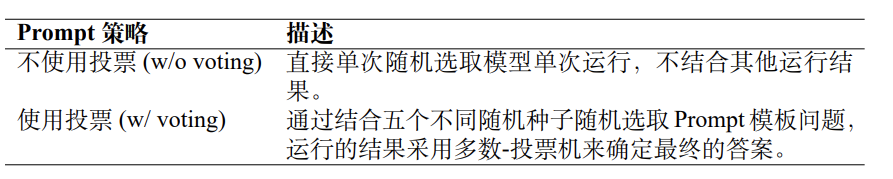 Prompt 策略 描述
不使用投票 (w/o voting) 直接单次随机选取模型单次运行，不结合其他运行结
果。
使用投票 (w/ voting) 通过结合五个不同随机种子随机选取 Prompt 模板问题，
运行的结果采用多数-投票机来确定最终的答案。